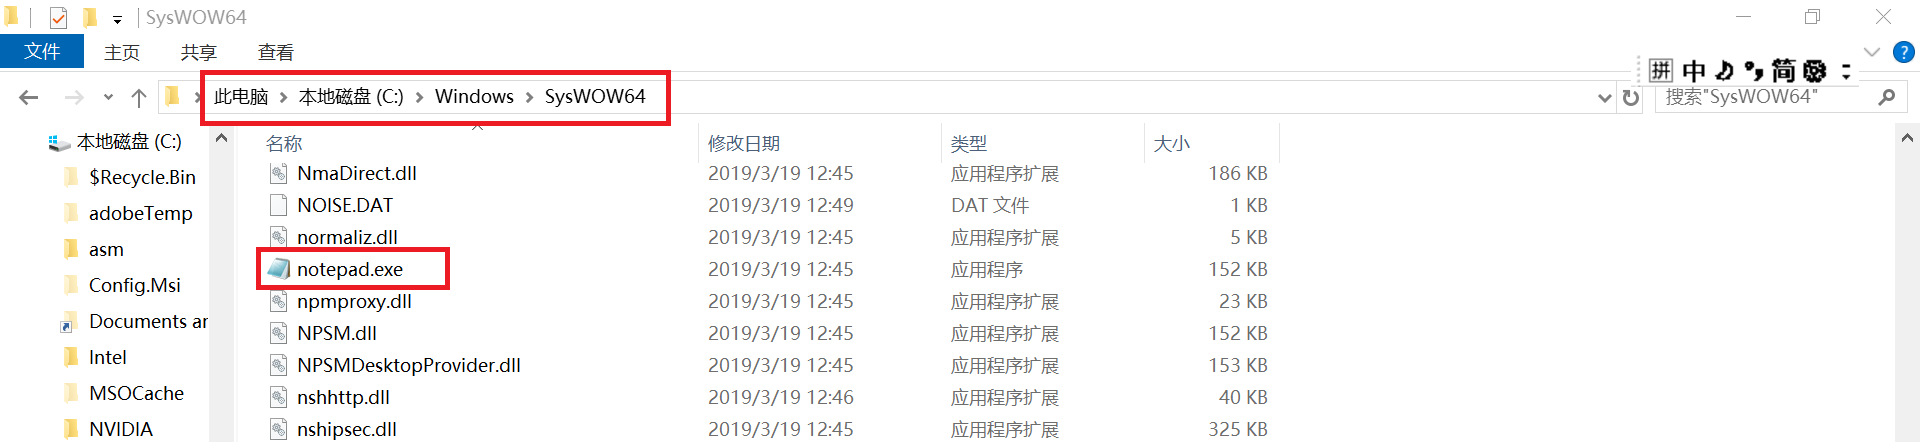 SysWOW64
文件 主页 共享 查看
拼 中 简
此电脑 本地磁盘 (C:) Windows SysWOW64 搜索"SysWOW64"
本地磁盘 (C:) 名称 修改日期 类型 大小
NmaDirect.dll 2019/3/19 12:45 应用程序扩展 186 KB
$Recycle.Bin
NOISE.DAT 2019/3/19 12:49 DAT 文件 1 KB
adobeTemp
normaliz.dll 2019/3/19 12:45 应用程序扩展 5 KB
asm
notepad.exe 2019/3/19 12:45 应用程序 152 KB
Config.Msi
npmproxy.dll 2019/3/19 12:45 应用程序扩展 23 KB
Documents ar
NPSM.dll 2019/3/19 12:45 应用程序扩展 152 KB
Intel
NPSMDesktopProvider.dll 2019/3/19 12:45 应用程序扩展 153 KB
MSOCache
nshhttp.dll 2019/3/19 12:46 应用程序扩展 40 KB
NVIDIA
nshipsec.dll 2019/3/19 12:45 应用程序扩展 325 KB